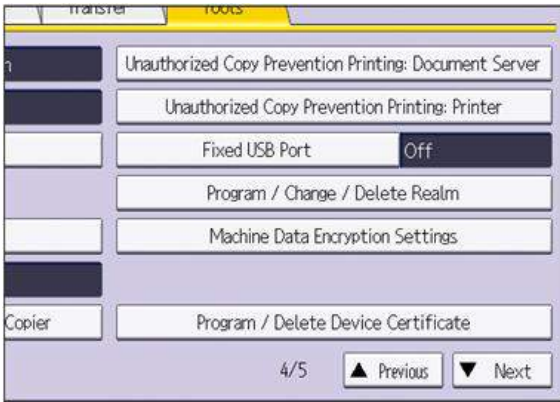 Transfer
Tools
Unauthorized Copy Prevention Printing: Document Server
Unauthorized Copy Prevention Printing: Printer
Fixed USB Port Off
Program / Change / Delete Realm
Machine Data Encryption Settings
Copier Program / Delete Device Certificate
4/5 ▲ Previous ▼ Next